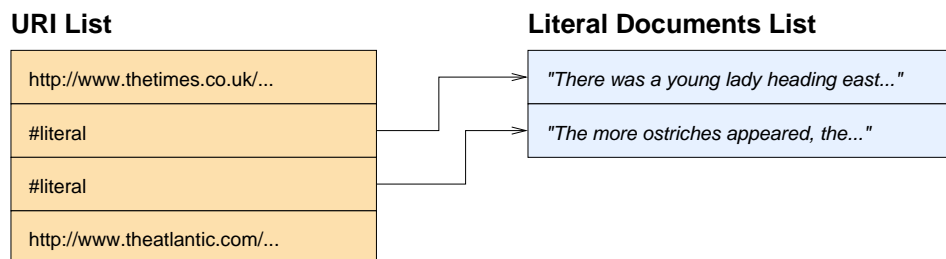 URI List
http://www.thetimes.co.uk/...
#literal
#literal
http://www.theatlantic.com/...
Literal Documents List
"There was a young lady heading east..."
"The more ostriches appeared, the..."